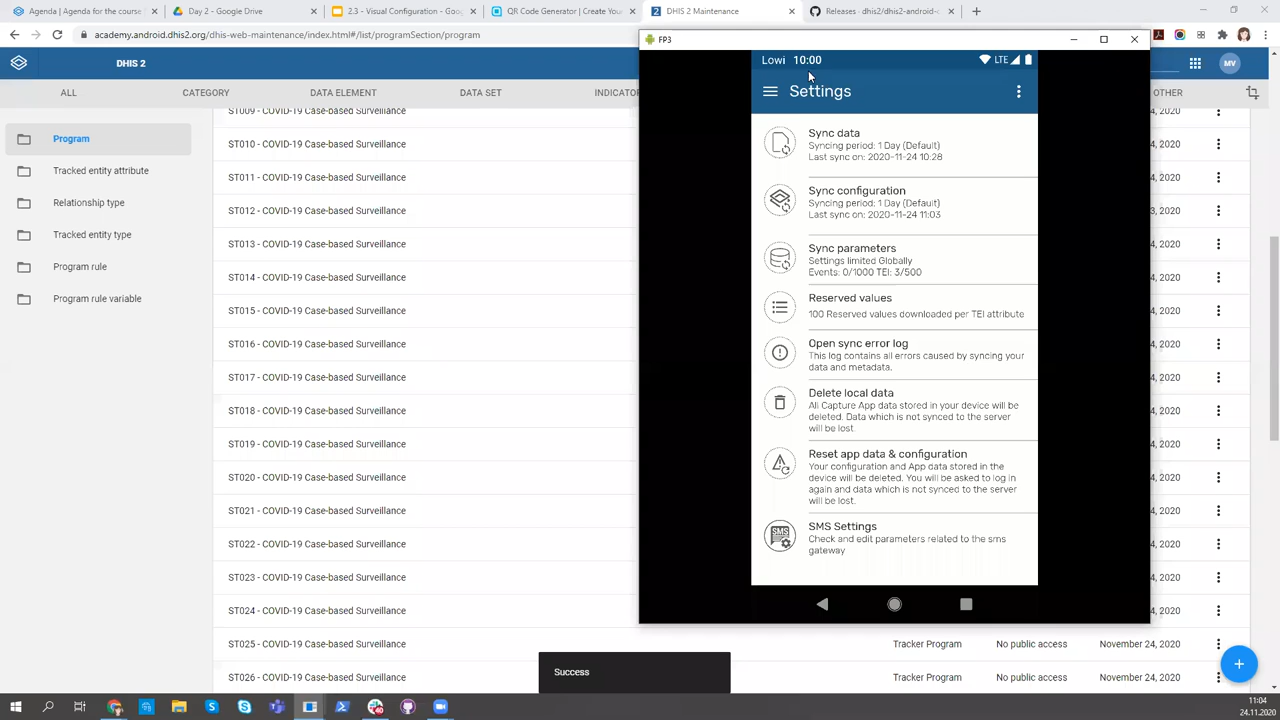 Agenda | Agenda for the course
Day 2 - Google Drive
2.3 - Visual Configuration - Goog
QR Code Generator | Create Your
DHIS 2 Maintenance
Releases · dhis2/dhis2-android-c
academy.android.dhis2.org/dhis-web-maintenance/index.html#/list/programSection/program
FP3
DHIS 2
MV
ALL
CATEGORY
DATA ELEMENT
DATA SET
INDICATOR
OTHER
Program
Tracked entity attribute
Relationship type
Tracked entity type
Program rule
Program rule variable
ST009 - COVID-19 Case-based Surveillance
ST010 - COVID-19 Case-based Surveillance
ST011 - COVID-19 Case-based Surveillance
ST012 - COVID-19 Case-based Surveillance
ST013 - COVID-19 Case-based Surveillance
ST014 - COVID-19 Case-based Surveillance
ST015 - COVID-19 Case-based Surveillance
ST016 - COVID-19 Case-based Surveillance
ST017 - COVID-19 Case-based Surveillance
ST018 - COVID-19 Case-based Surveillance
ST019 - COVID-19 Case-based Surveillance
ST020 - COVID-19 Case-based Surveillance
ST021 - COVID-19 Case-based Surveillance
ST022 - COVID-19 Case-based Surveillance
ST023 - COVID-19 Case-based Surveillance
ST024 - COVID-19 Case-based Surveillance
ST025 - COVID-19 Case-based Surveillance Tracker Program No public access November 24, 2020
ST026 - COVID-19 Case-based Surveillance Tracker Program No public access November 24, 2020
Lowi 10:00 LTE
Settings
Sync data
Syncing period: 1 Day (Default)
Last sync on: 2020-11-24 10:28
Sync configuration
Syncing period: 1 Day (Default)
Last sync on: 2020-11-24 11:03
Sync parameters
Settings limited Globally
Events: 0/1000 TEI: 3/500
Reserved values
100 Reserved values downloaded per TEI attribute
Open sync error log
This log contains all errors caused by syncing your
data and metadata.
Delete local data
All Capture App data stored in your device will be
deleted. Data which is not synced to the server
will be lost.
Reset app data & configuration
Your configuration and App data stored in the
device will be deleted. You will be asked to log in
again and data which is not synced to the server
will be lost.
SMS
SMS Settings
Check and edit parameters related to the sms
gateway
Success
11:04
24.11.2020